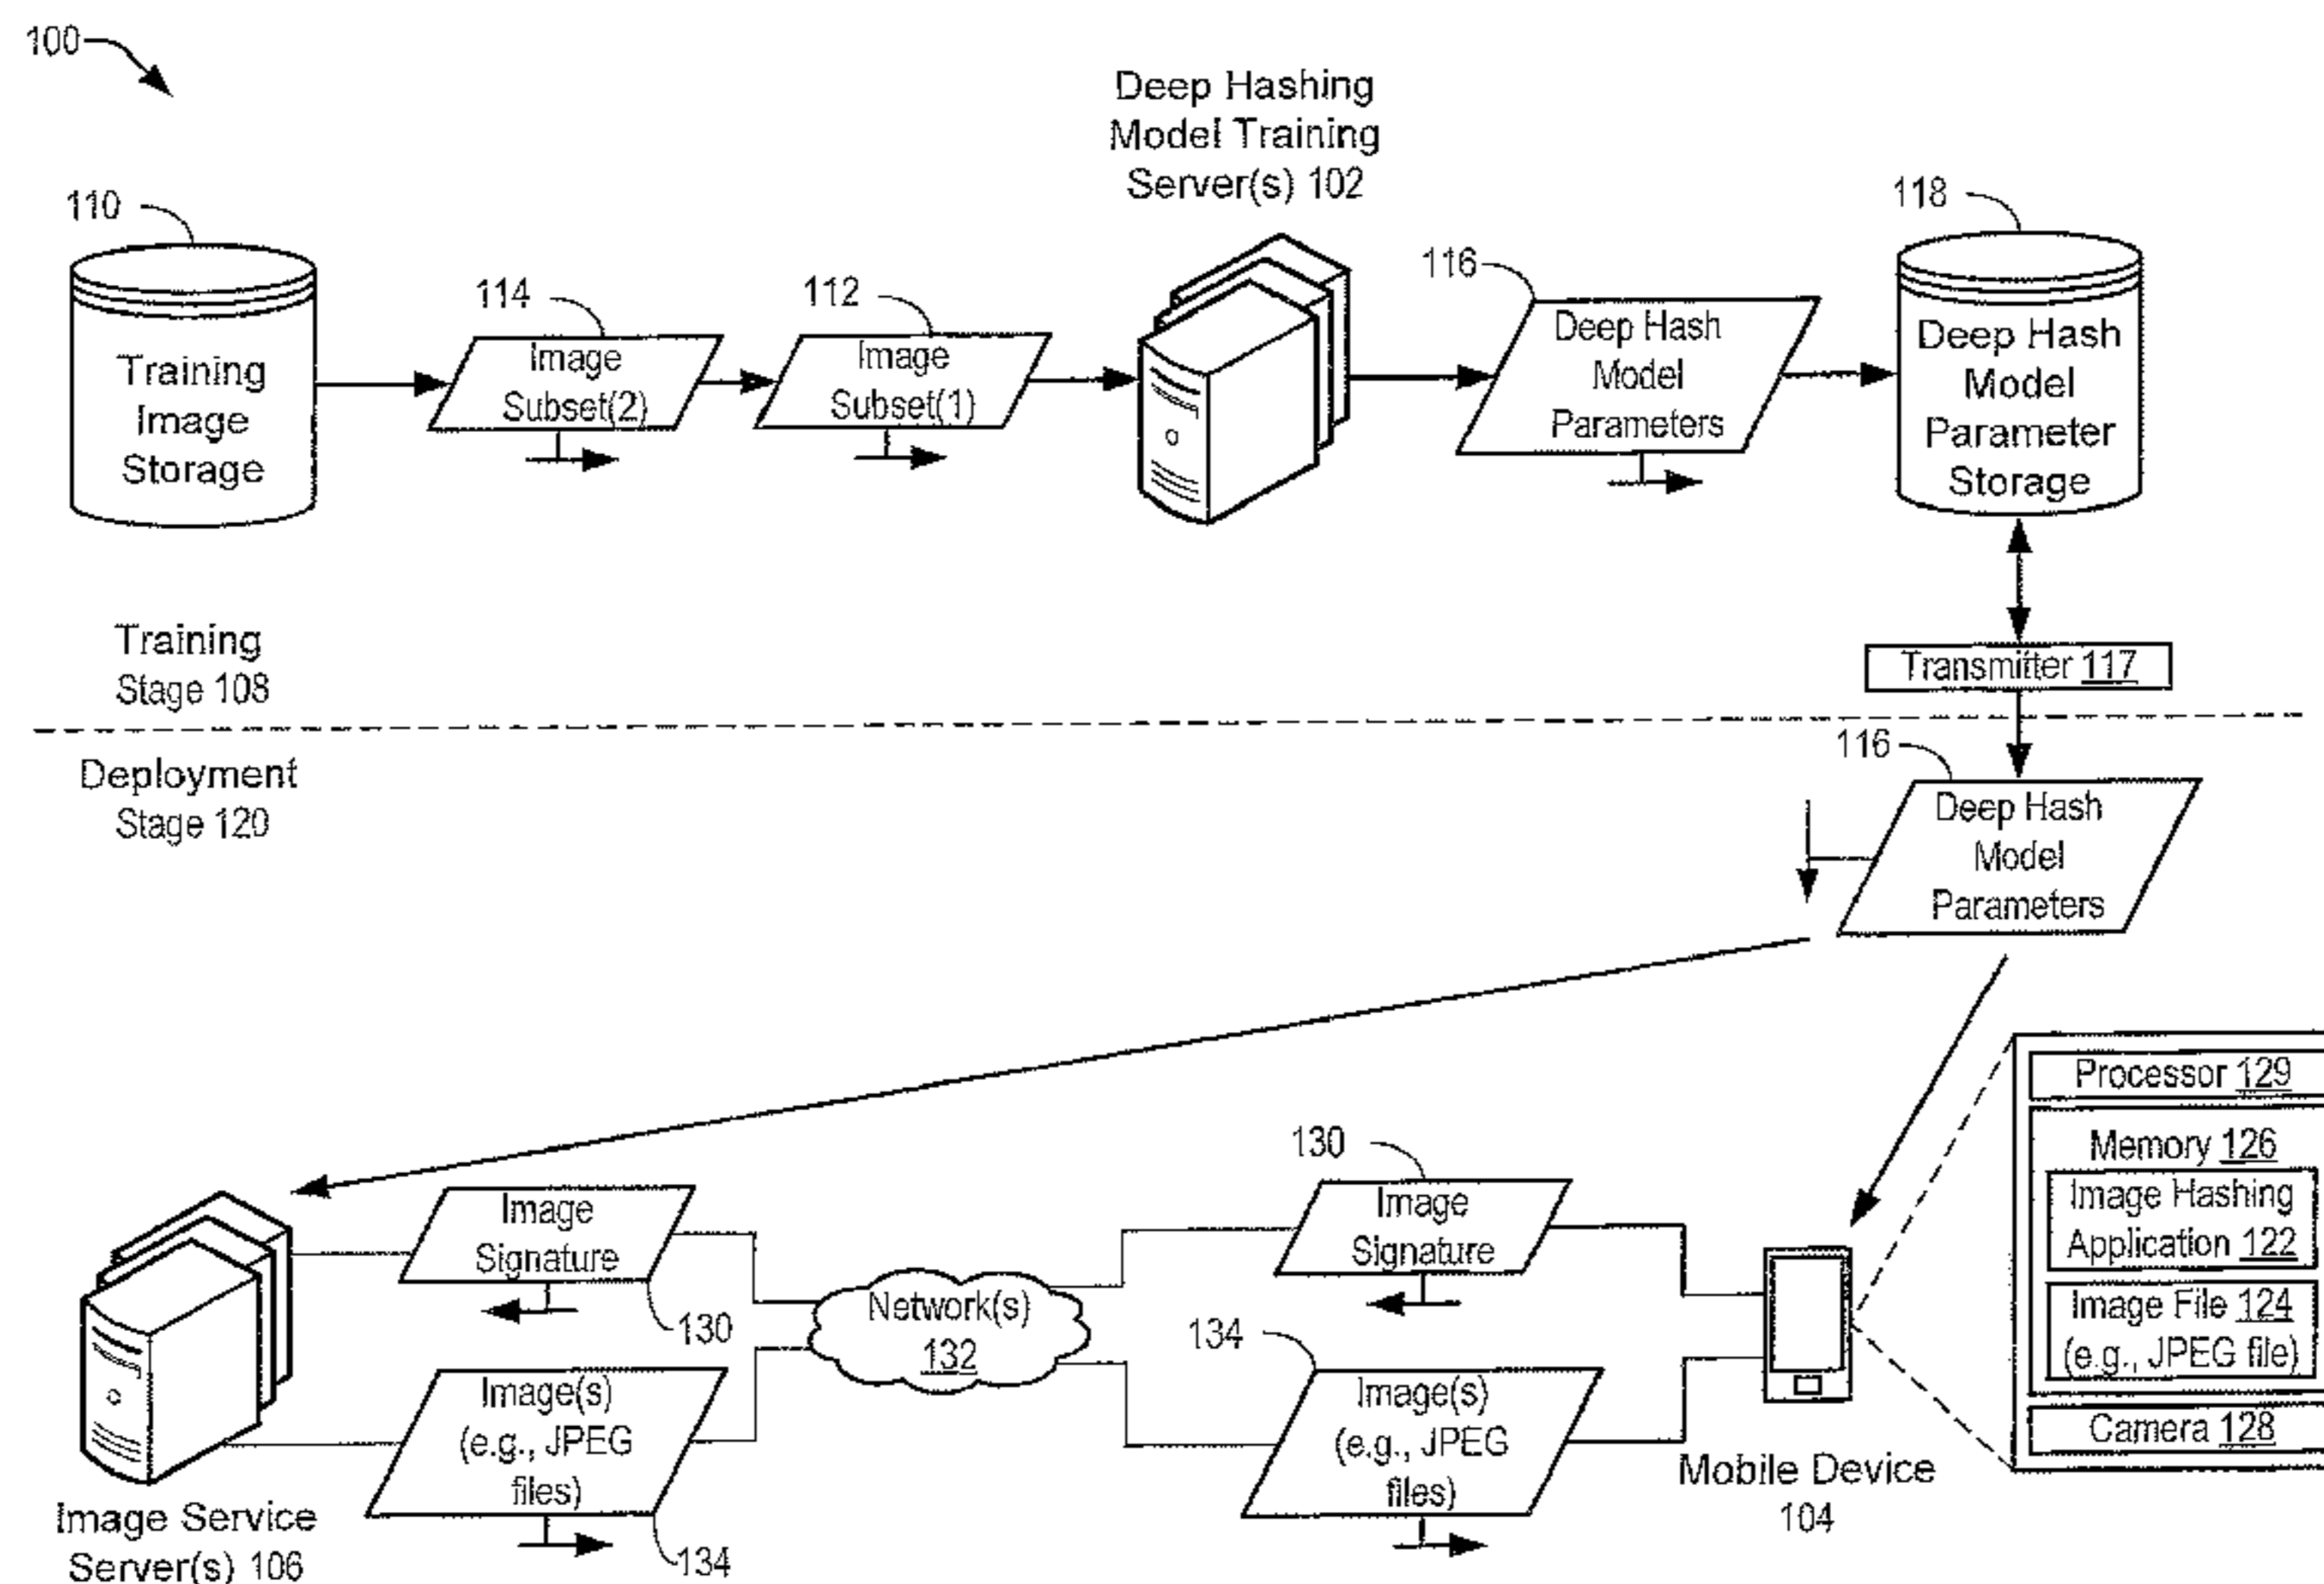 100
Deep Hashing
Model Training
Server(s) 102
110
114
112
116
118
Training
Image
Storage
Image
Subset(2)
Image
Subset(1)
Deep Hash
Model
Parameters
Deep Hash
Model
Parameter
Storage
Training
Stage 108
Transmitter 117
Deployment
Stage 120
116
Deep Hash
Model
Parameters
Processor 129
Memory 126
Image Hashing
Application 122
Image File 124
(e.g., JPEG file)
Camera 128
130
Image
Signature
Image
Signature
130
Network(s)
132
134
Image(s)
(e.g., JPEG
files)
Image(s)
(e.g., JPEG
files)
134
Mobile Device
104
Image Service
Server(s) 106